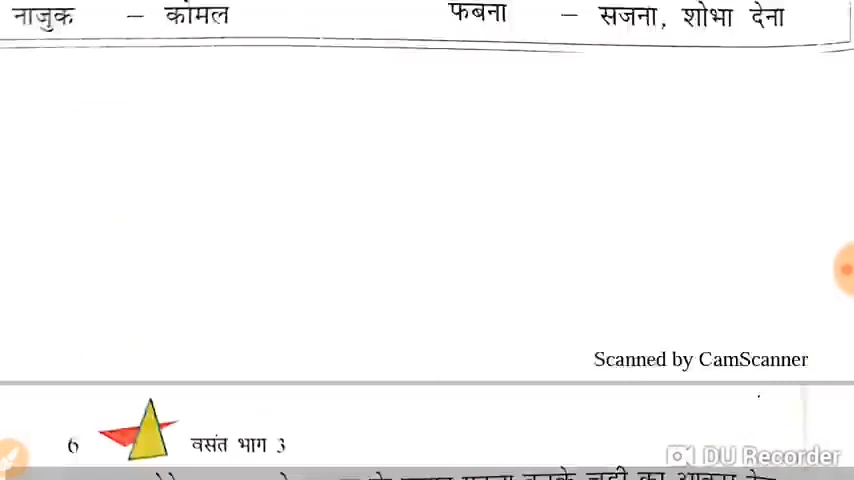 नाजुक – कोमल फबना – सजना, शोभा देना
Scanned by CamScanner
6 वसंत भाग 3
DU Recorder